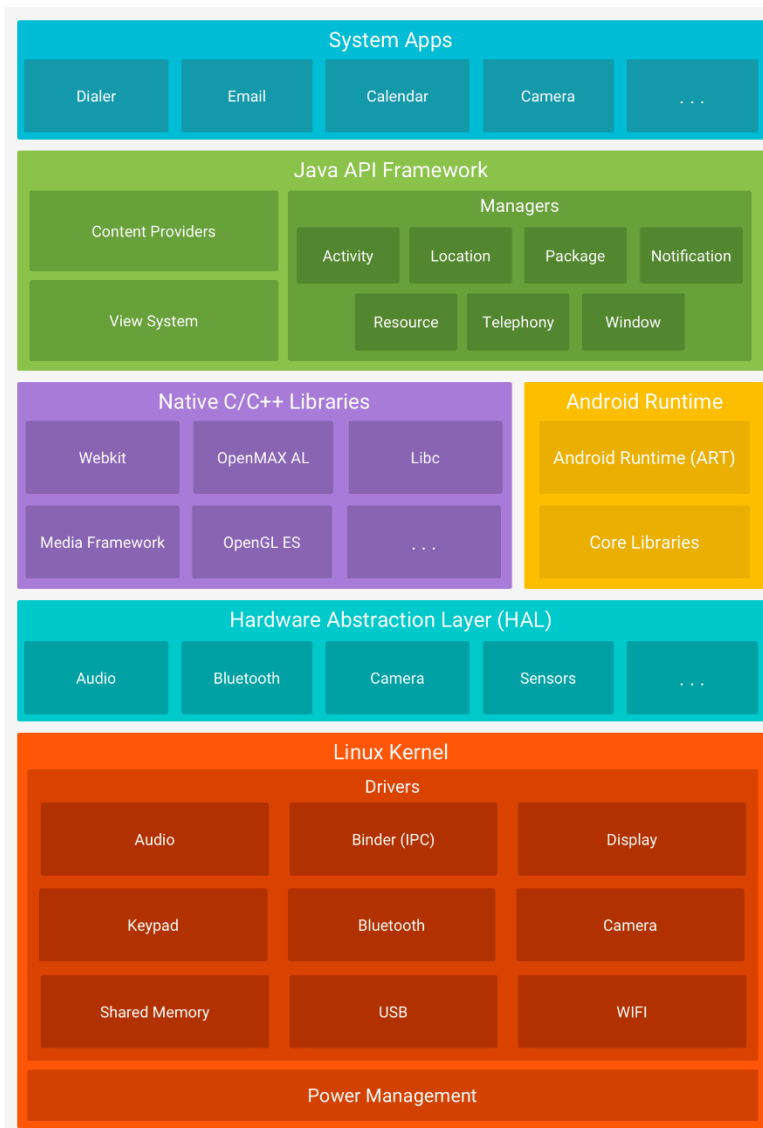 System Apps
Dialer
Email
Calendar
Camera
. . .
Java API Framework
Content Providers
View System
Managers
Activity
Location
Package
Notification
Resource
Telephony
Window
Native C/C++ Libraries
Webkit
OpenMAX AL
Libc
Media Framework
OpenGL ES
. . .
Android Runtime
Android Runtime (ART)
Core Libraries
Hardware Abstraction Layer (HAL)
Audio
Bluetooth
Camera
Sensors
. . .
Linux Kernel
Drivers
Audio
Binder (IPC)
Display
Keypad
Bluetooth
Camera
Shared Memory
USB
WIFI
Power Management